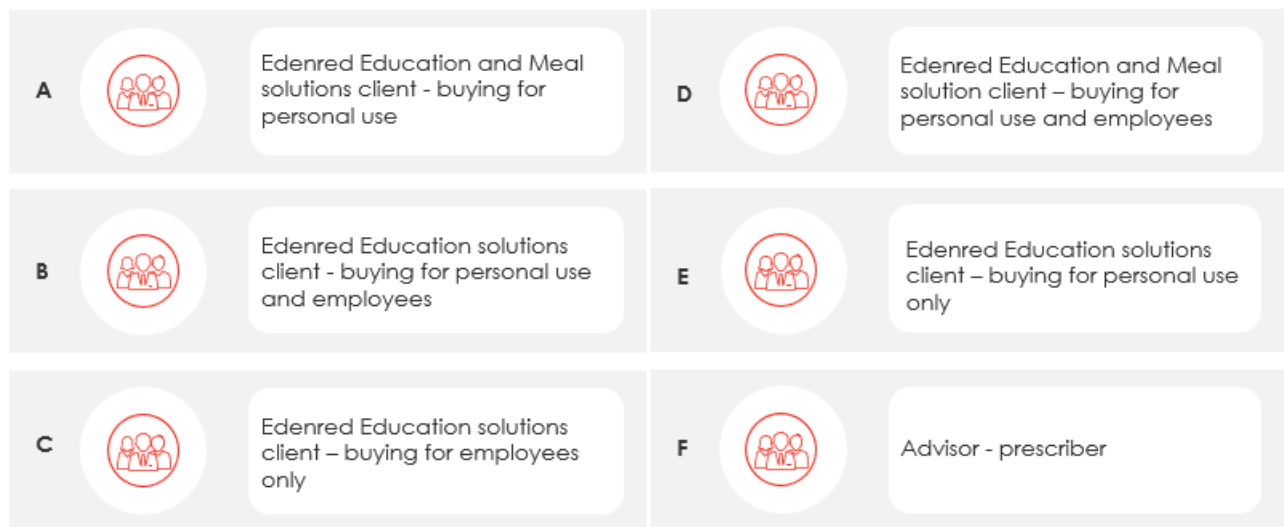 A
Edenred Education and Meal
solutions client - buying for
personal use
B
Edenred Education solutions
client - buying for personal use
and employees
C
Edenred Education solutions
client – buying for employees
only
D
Edenred Education and Meal
solution client – buying for
personal use and employees
E
Edenred Education solutions
client – buying for personal use
only
F
Advisor - prescriber